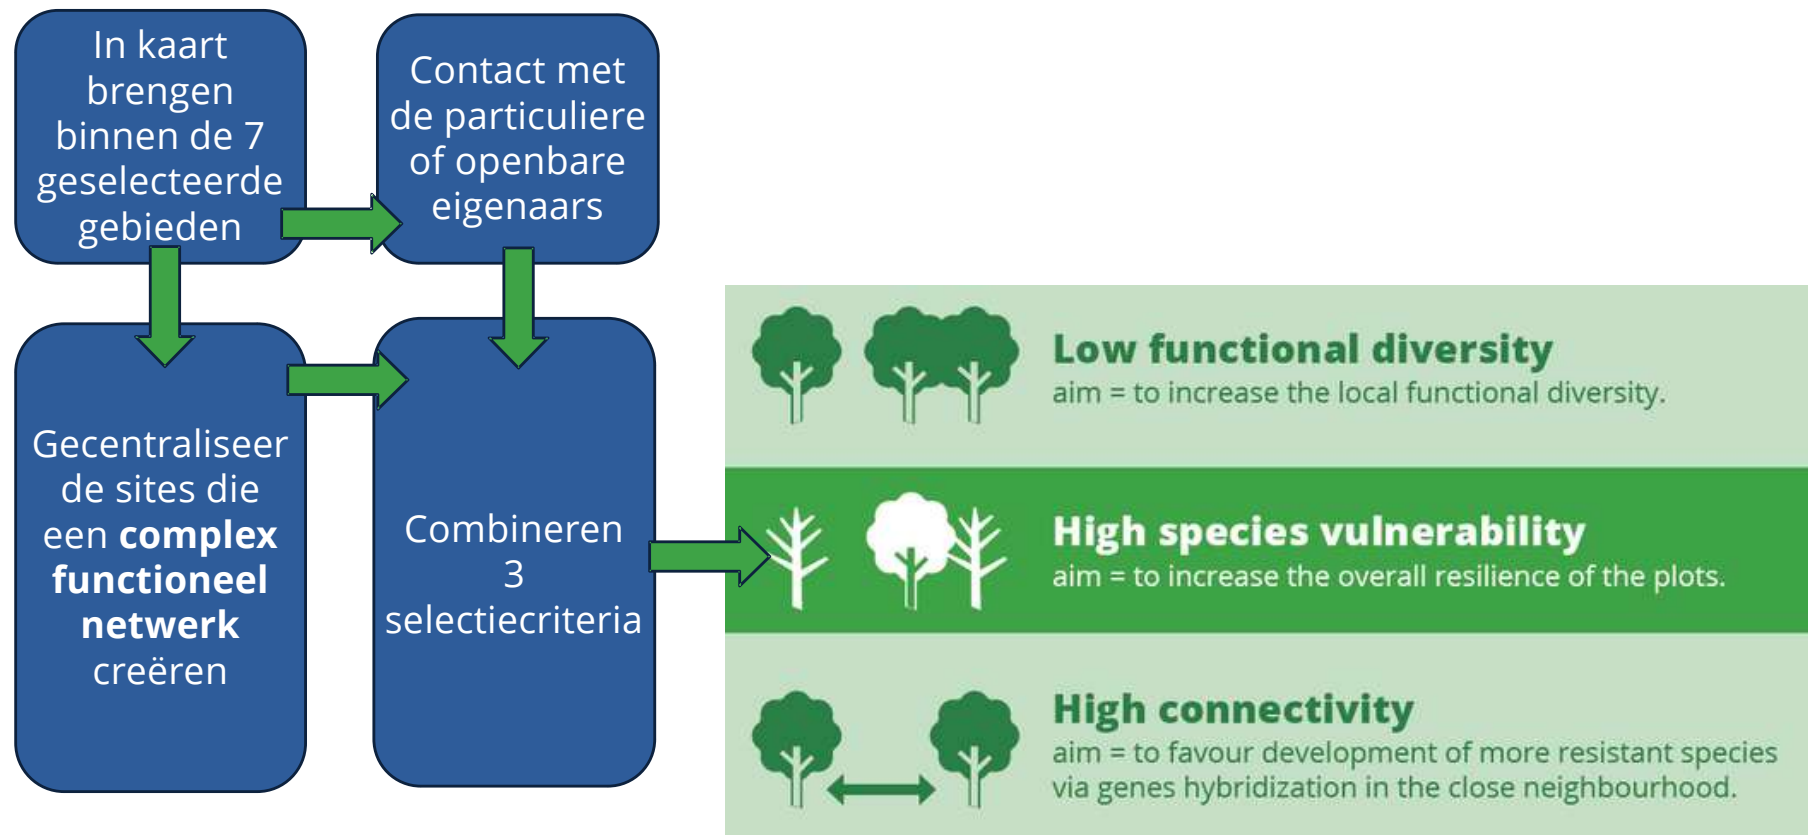 In kaart
brengen
binnen de 7
geselecteerde
gebieden
Contact met
de particuliere
of openbare
eigenaars
Gecentraliseer
de sites die
een complex
functioneel
netwerk
creëren
Combineren
3
selectiecriteria
Low functional diversity
aim = to increase the local functional diversity.
High species vulnerability
aim = to increase the overall resilience of the plots.
High connectivity
aim = to favour development of more resistant species
via genes hybridization in the close neighbourhood.